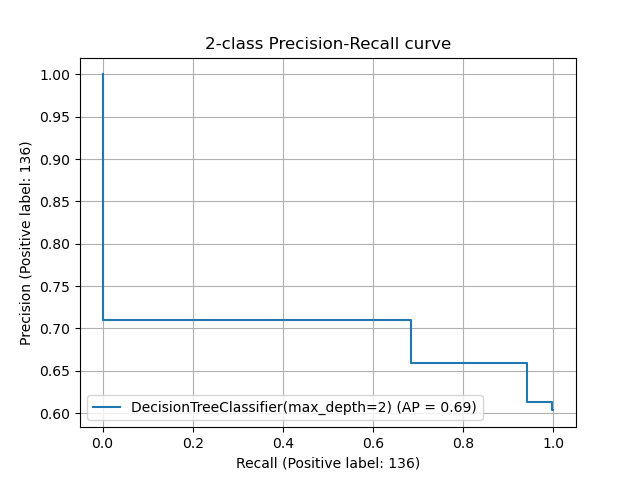 2-class Precision-Recall curve
1.00
0.95
0.90
0.85
0.80
0.75
0.70
0.65
0.60
Precision (Positive label: 136)
DecisionTreeClassifier(max_depth=2) (AP = 0.69)
0.0 0.2 0.4 0.6 0.8 1.0
Recall (Positive label: 136)